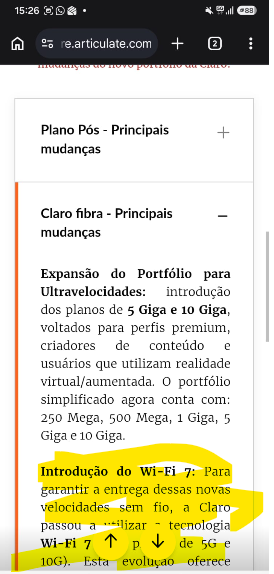 15:26
88
re.articulate.com
2
mudanças do novo portfólio da Claro.
Plano Pós - Principais
mudanças
Claro fibra - Principais
mudanças
Expansão do Portfólio para
Ultravelocidades: introdução
dos planos de 5 Giga e 10 Giga,
voltados para perfis premium,
criadores de conteúdo e
usuários que utilizam realidade
virtual/aumentada. O portfólio
simplificado agora conta com:
250 Mega, 500 Mega, 1 Giga, 5
Giga e 10 Giga.
Introdução do Wi-Fi 7: Para
garantir a entrega dessas novas
velocidades sem fio, a Claro
passou a utilizar a tecnologia
Wi-Fi 7 de 5G e
10G). Esta evolução oferece